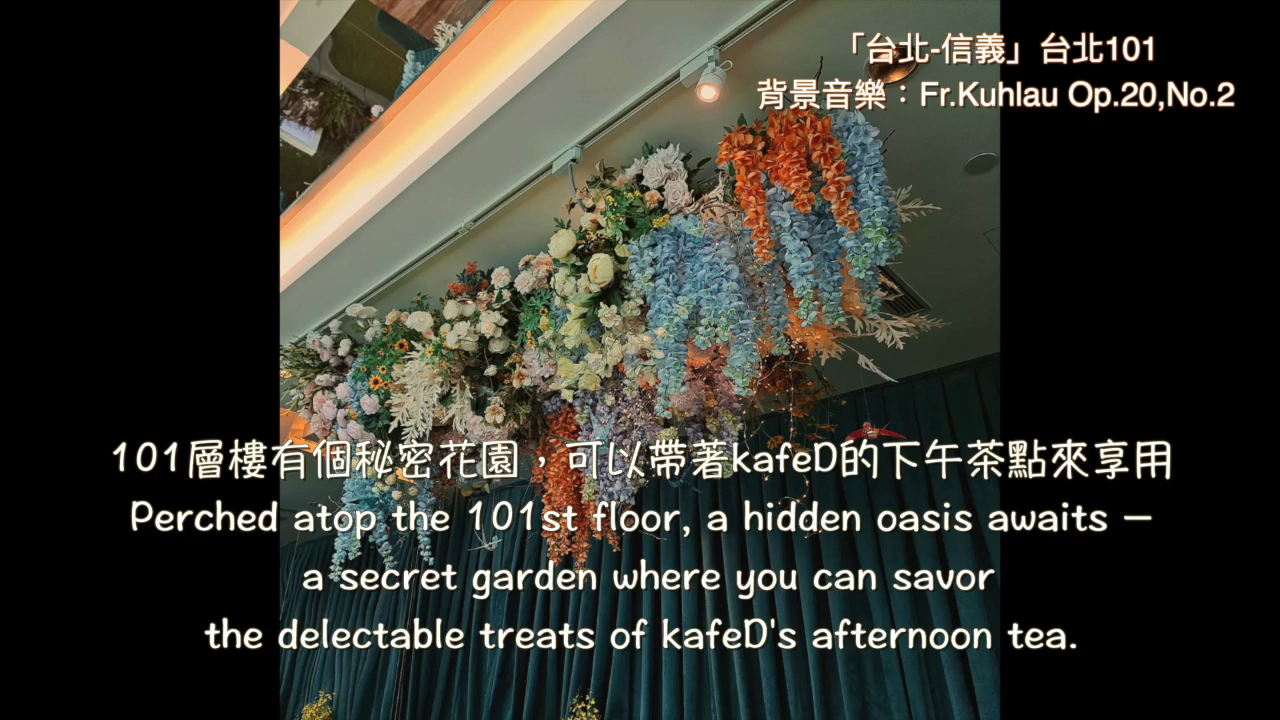 「台北-信義」台北101
背景音樂：Fr.Kuhlau Op.20,No.2
101層樓有個秘密花園，可以帶著kafeD的下午茶點來享用
Perched atop the 101st floor, a hidden oasis awaits —
a secret garden where you can savor
the delectable treats of kafeD's afternoon tea.